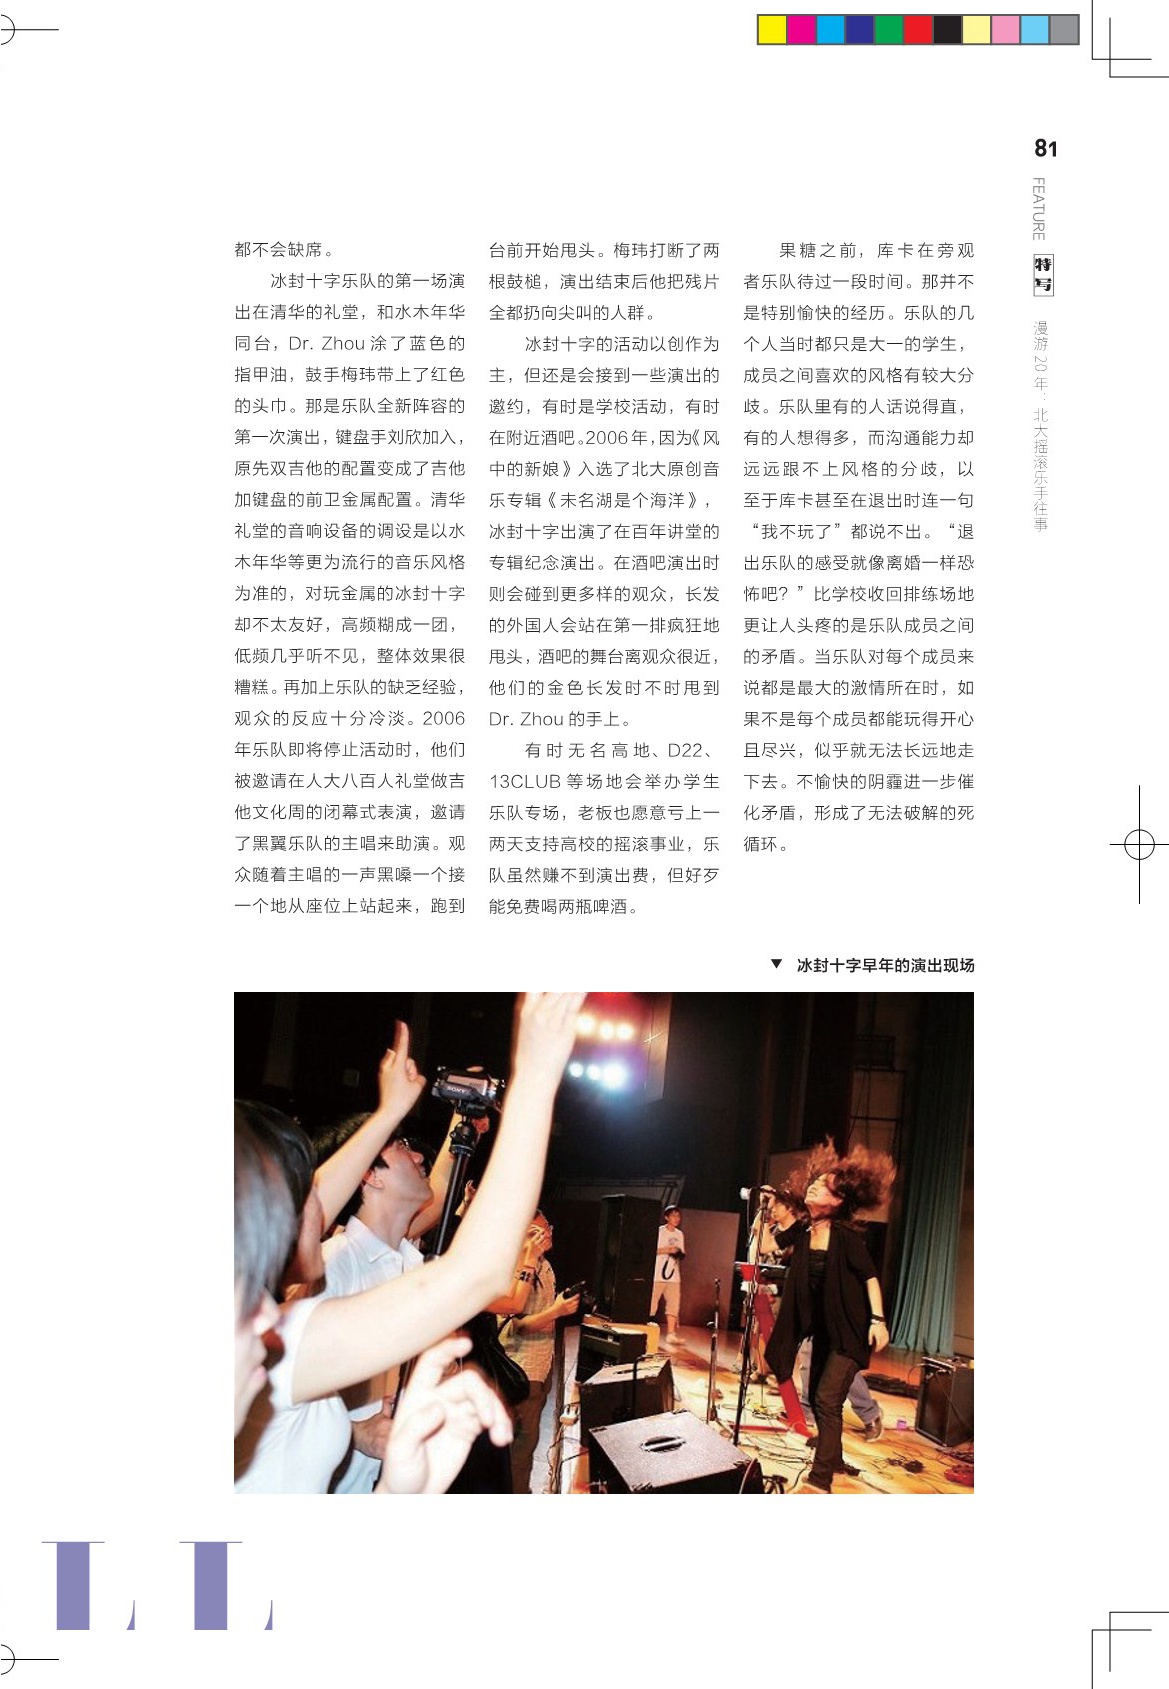 81
FEATURE
特写
漫游 20 年：北大摇滚乐手往事
都不会缺席。
冰封十字乐队的第一场演
出在清华的礼堂，和水木年华
同台，Dr. Zhou 涂了蓝色的
指甲油，鼓手梅玮带上了红色
的头巾。那是乐队全新阵容的
第一次演出，键盘手刘欣加入，
原先双吉他的配置变成了吉他
加键盘的前卫金属配置。清华
礼堂的音响设备的调设是以水
木年华等更为流行的音乐风格
为准的，对玩金属的冰封十字
却不太友好，高频糊成一团，
低频几乎听不见，整体效果很
糟糕。再加上乐队的缺乏经验，
观众的反应十分冷淡。2006
年乐队即将停止活动时，他们
被邀请在人大八百人礼堂做吉
他文化周的闭幕式表演，邀请
了黑翼乐队的主唱来助演。观
众随着主唱的一声黑嗓一个接
一个地从座位上站起来，跑到
台前开始甩头。梅玮打断了两
根鼓槌，演出结束后他把残片
全都扔向尖叫的人群。
冰封十字的活动以创作为
主，但还是会接到一些演出的
邀约，有时是学校活动，有时
在附近酒吧。2006 年，因为《风
中的新娘》入选了北大原创音
乐专辑《未名湖是个海洋》，
冰封十字出演了在百年讲堂的
专辑纪念演出。在酒吧演出时
则会碰到更多样的观众，长发
的外国人会站在第一排疯狂地
甩头，酒吧的舞台离观众很近，
他们的金色长发时不时甩到
Dr. Zhou 的手上。
有时无名高地、D22、
13CLUB 等场地会举办学生
乐队专场，老板也愿意亏上一
两天支持高校的摇滚事业，乐
队虽然赚不到演出费，但好歹
能免费喝两瓶啤酒。
果糖之前，库卡在旁观
者乐队待过一段时间。那并不
是特别愉快的经历。乐队的几
个人当时都只是大一的学生，
成员之间喜欢的风格有较大分
歧。乐队里有的人话说得直，
有的人想得多，而沟通能力却
远远跟不上风格的分歧，以
至于库卡甚至在退出时连一句
“我不玩了”都说不出。“退
出乐队的感受就像离婚一样恐
怖吧？”比学校收回排练场地
更让人头疼的是乐队成员之间
的矛盾。当乐队对每个成员来
说都是最大的激情所在时，如
果不是每个成员都能玩得开心
且尽兴，似乎就无法长远地走
下去。不愉快的阴霾进一步催
化矛盾，形成了无法破解的死
循环。
▼ 冰封十字早年的演出现场
SONY
LL